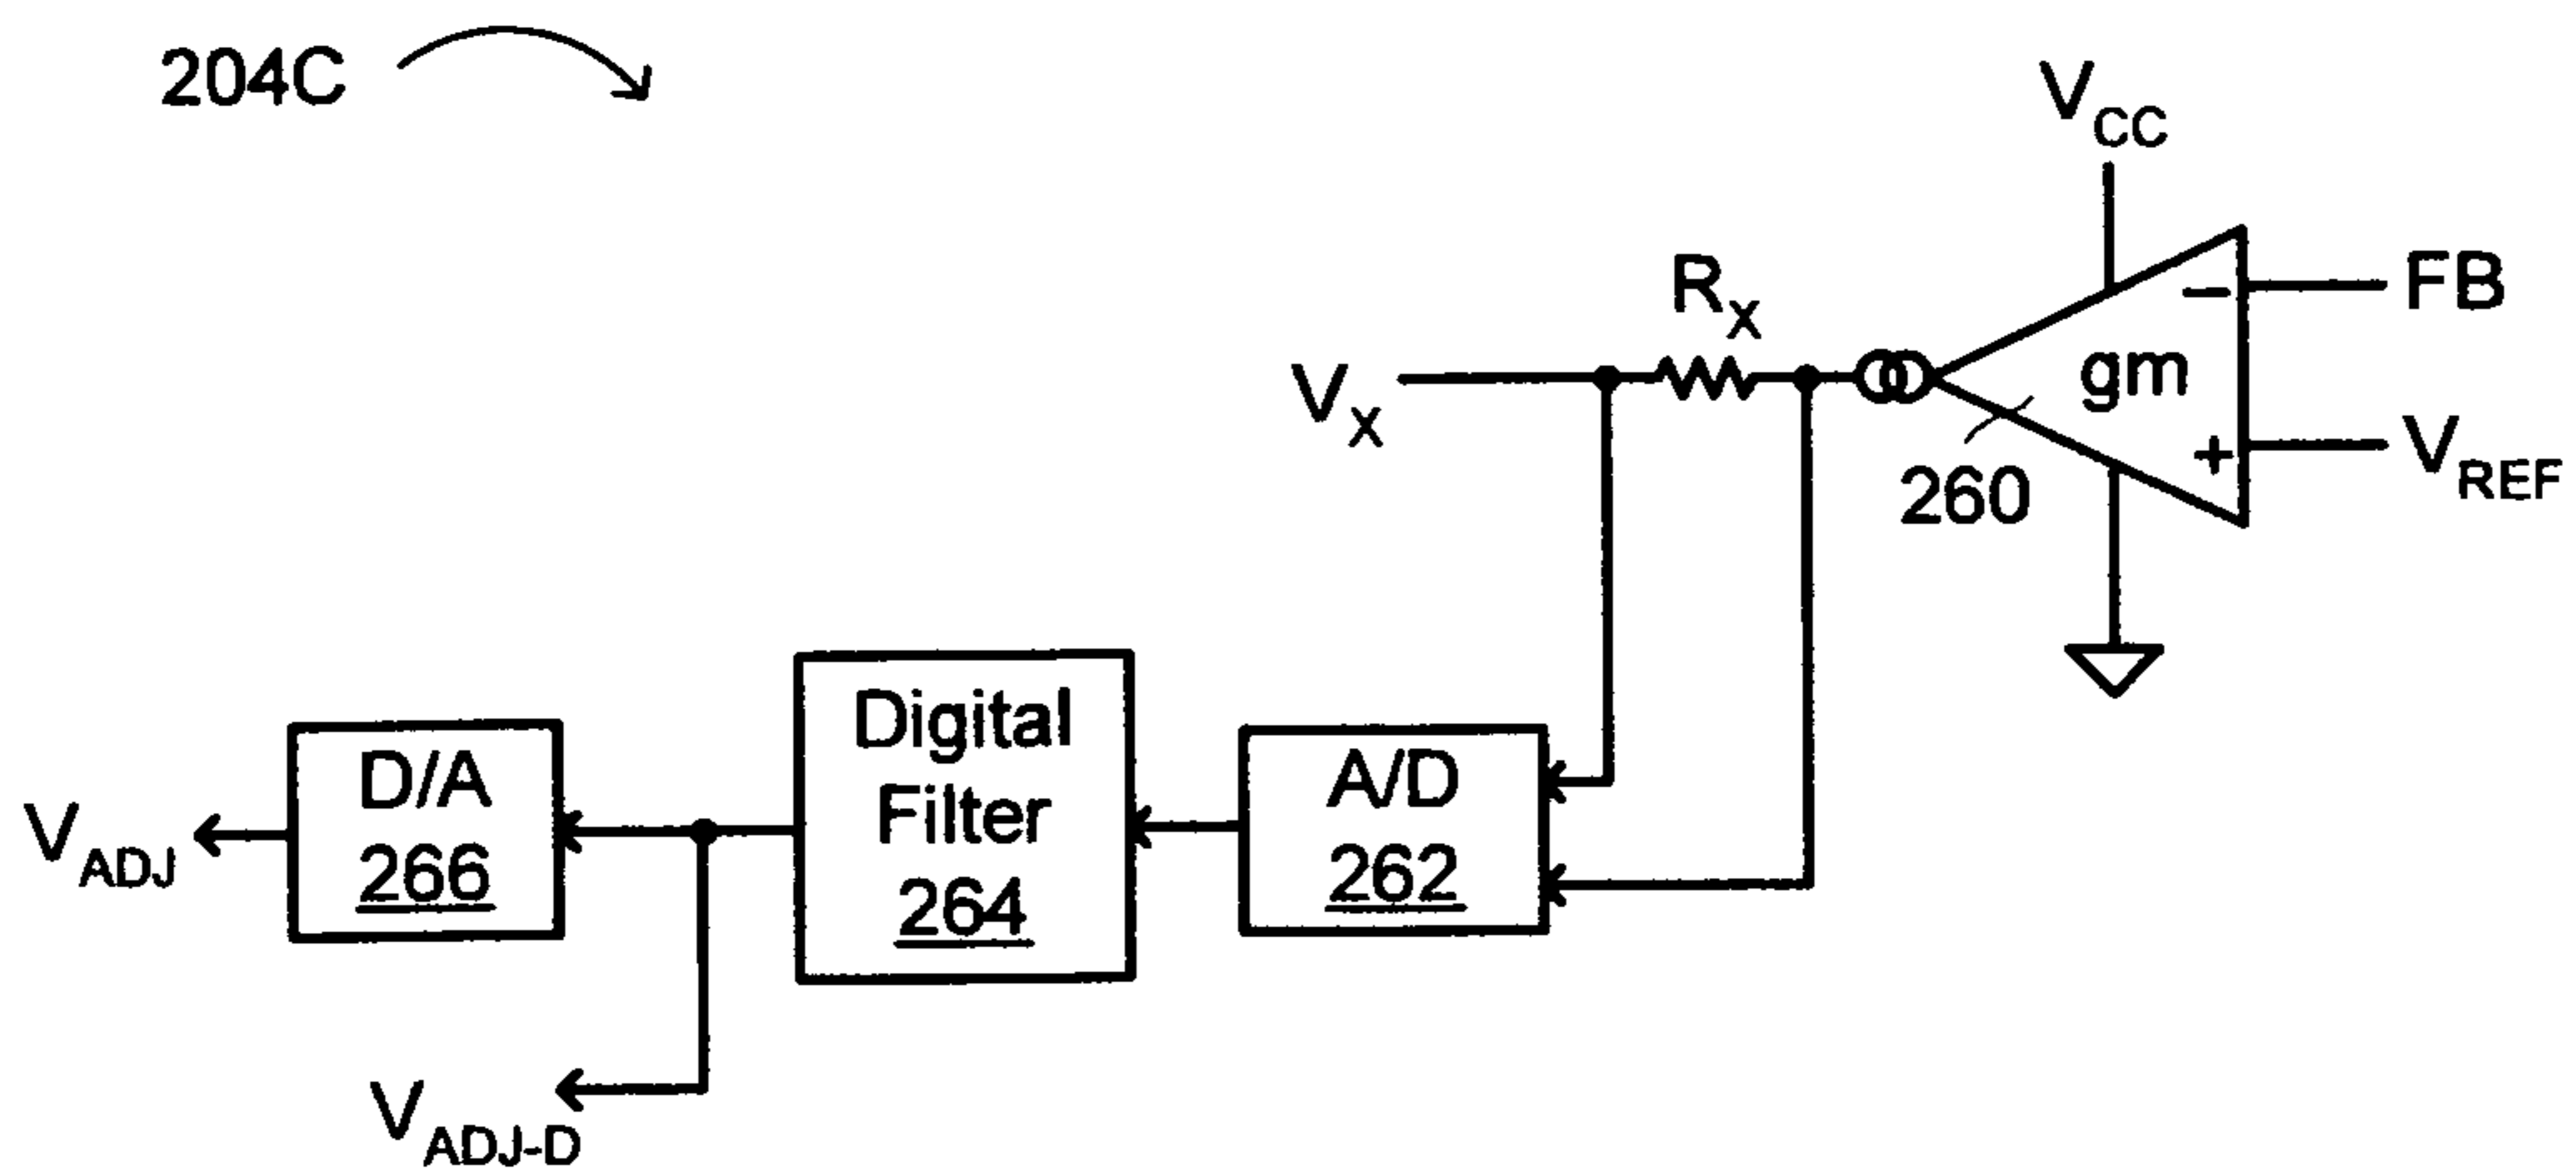 204C
VCC
RX
FB
VX
gm
VREF
260
+
−
Digital
Filter
264
D/A
266
A/D
262
VADJ
VADJ-D